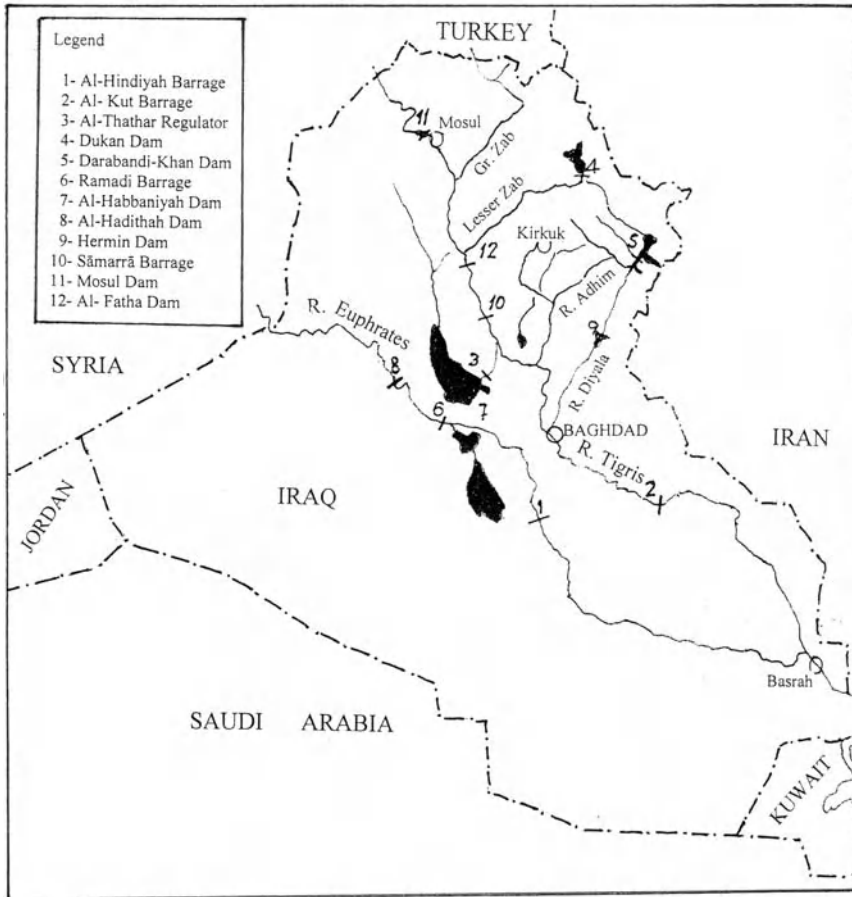 Legend
1- Al-Hindiyah Barrage
2- Al- Kut Barrage
3- Al-Thathar Regulator
4- Dukan Dam
5- Darabandi-Khan Dam
6- Ramadi Barrage
7- Al-Habbaniyah Dam
8- Al-Hadithah Dam
9- Hermin Dam
10- Sāmarrā Barrage
11- Mosul Dam
12- Al- Fatha Dam
TURKEY
11
Mosul
Gr. Zab
4
Lesser Zab
Kirkuk
5
12
R. Adhim
10
R. Euphrates
9
SYRIA
3
8
R. Diyala
6
7
BAGHDAD
IRAN
R. Tigris
IRAQ
2
JORDAN
1
Basrah
SAUDI ARABIA
KUWAIT